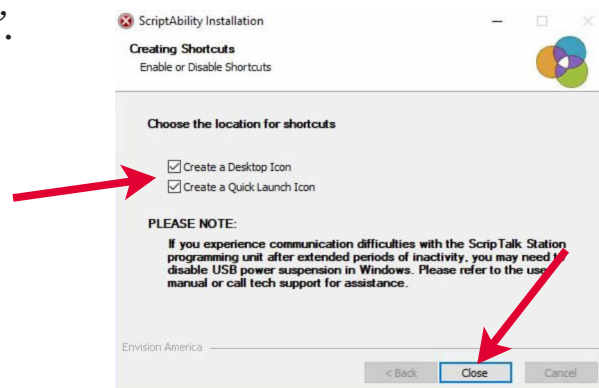 ’.
ScriptAbility Installation
Creating Shortcuts
Enable or Disable Shortcuts
Choose the location for shortcuts
Create a Desktop Icon
Create a Quick Launch Icon
PLEASE NOTE:
If you experience communication difficulties with the ScripTalk Station
programming unit after extended periods of inactivity, you may need to
disable USB power suspension in Windows. Please refer to the user
manual or call tech support for assistance.
Envision America
< Back
Close
Cancel